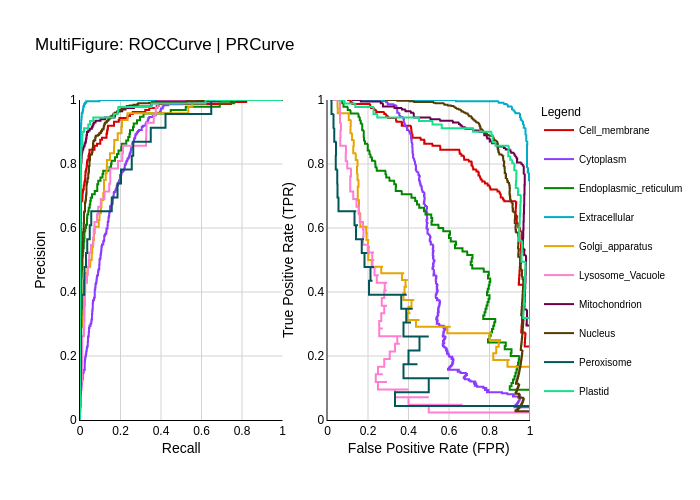 MultiFigure: ROCCurve | PRCurve
Precision
1
0.8
0.6
0.4
0.2
0
0 0.2 0.4 0.6 0.8 1
Recall
True Positive Rate (TPR)
1
0.8
0.6
0.4
0.2
0
0 0.2 0.4 0.6 0.8 1
False Positive Rate (FPR)
Legend
Cell_membrane
Cytoplasm
Endoplasmic_reticulum
Extracellular
Golgi_apparatus
Lysosome_Vacuole
Mitochondrion
Nucleus
Peroxisome
Plastid